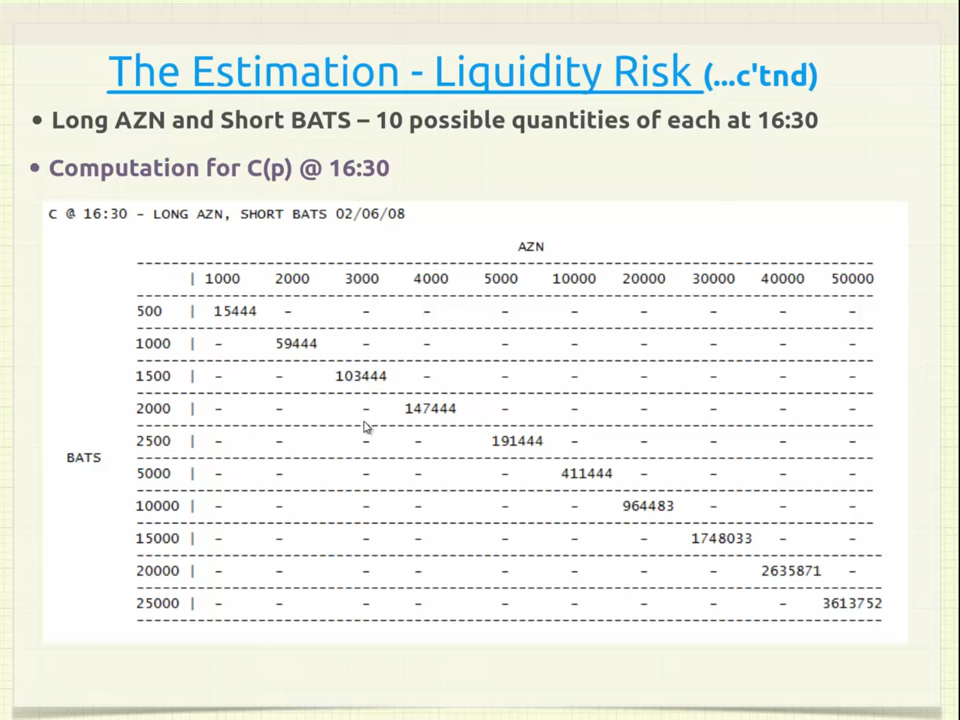 The Estimation - Liquidity Risk (...c'tnd)
• Long AZN and Short BATS – 10 possible quantities of each at 16:30
• Computation for C(p) @ 16:30
C @ 16:30 - LONG AZN, SHORT BATS 02/06/08
AZN
| 1000 2000 3000 4000 5000 10000 20000 30000 40000 50000
500 | 15444 - - - - - - - - -
1000 | - 59444 - - - - - - - -
1500 | - - 103444 - - - - - - -
2000 | - - - 147444 - - - - - -
2500 | - - - - 191444 - - - - -
BATS
5000 | - - - - - 411444 - - - -
10000 | - - - - - - 964483 - - -
15000 | - - - - - - - 1748033 - -
20000 | - - - - - - - - 2635871 -
25000 | - - - - - - - - - 3613752